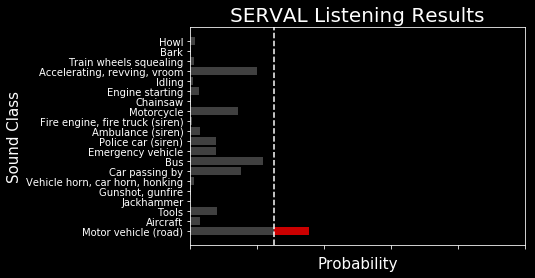 SERVAL Listening Results
Sound Class
Howl
Bark
Train wheels squealing
Accelerating, revving, vroom
Idling
Engine starting
Chainsaw
Motorcycle
Fire engine, fire truck (siren)
Ambulance (siren)
Police car (siren)
Emergency vehicle
Bus
Car passing by
Vehicle horn, car horn, honking
Gunshot, gunfire
Jackhammer
Tools
Aircraft
Motor vehicle (road)
Probability